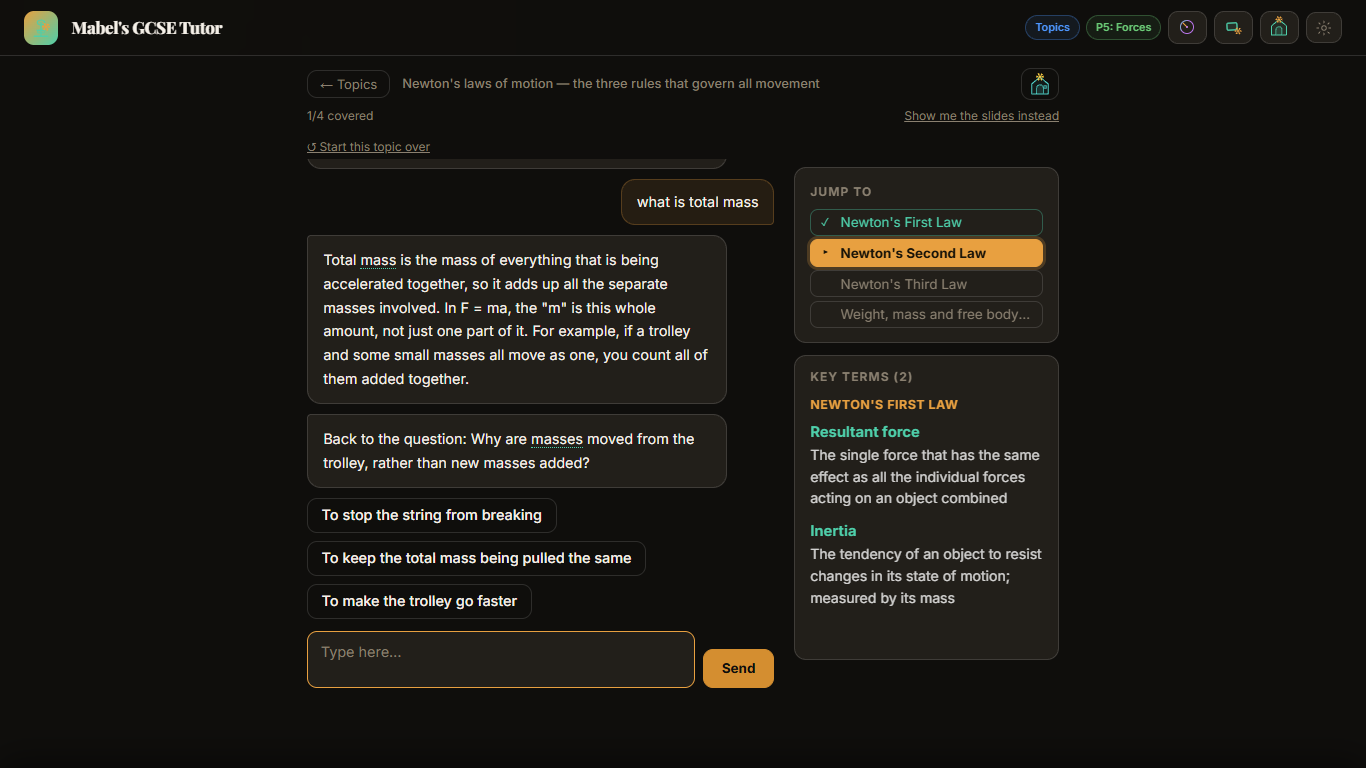 Mabel's GCSE Tutor
Topics
P5: Forces
← Topics
Newton's laws of motion — the three rules that govern all movement
1/4 covered
Show me the slides instead
↺ Start this topic over
what is total mass
Total mass is the mass of everything that is being
accelerated together, so it adds up all the separate
masses involved. In F = ma, the "m" is this whole
amount, not just one part of it. For example, if a trolley
and some small masses all move as one, you count all of
them added together.
Back to the question: Why are masses moved from the
trolley, rather than new masses added?
To stop the string from breaking
To keep the total mass being pulled the same
To make the trolley go faster
Type here...
Send
JUMP TO
✓ Newton's First Law
▸ Newton's Second Law
Newton's Third Law
Weight, mass and free body...
KEY TERMS (2)
NEWTON'S FIRST LAW
Resultant force
The single force that has the same
effect as all the individual forces
acting on an object combined
Inertia
The tendency of an object to resist
changes in its state of motion;
measured by its mass